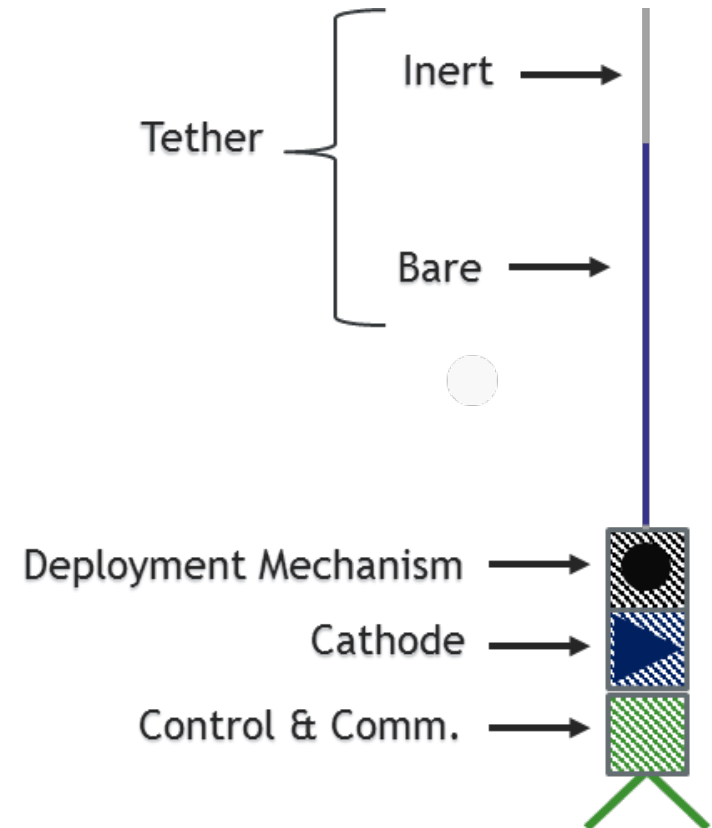 Inert
Tether
Bare
Deployment Mechanism
Cathode
Control & Comm.